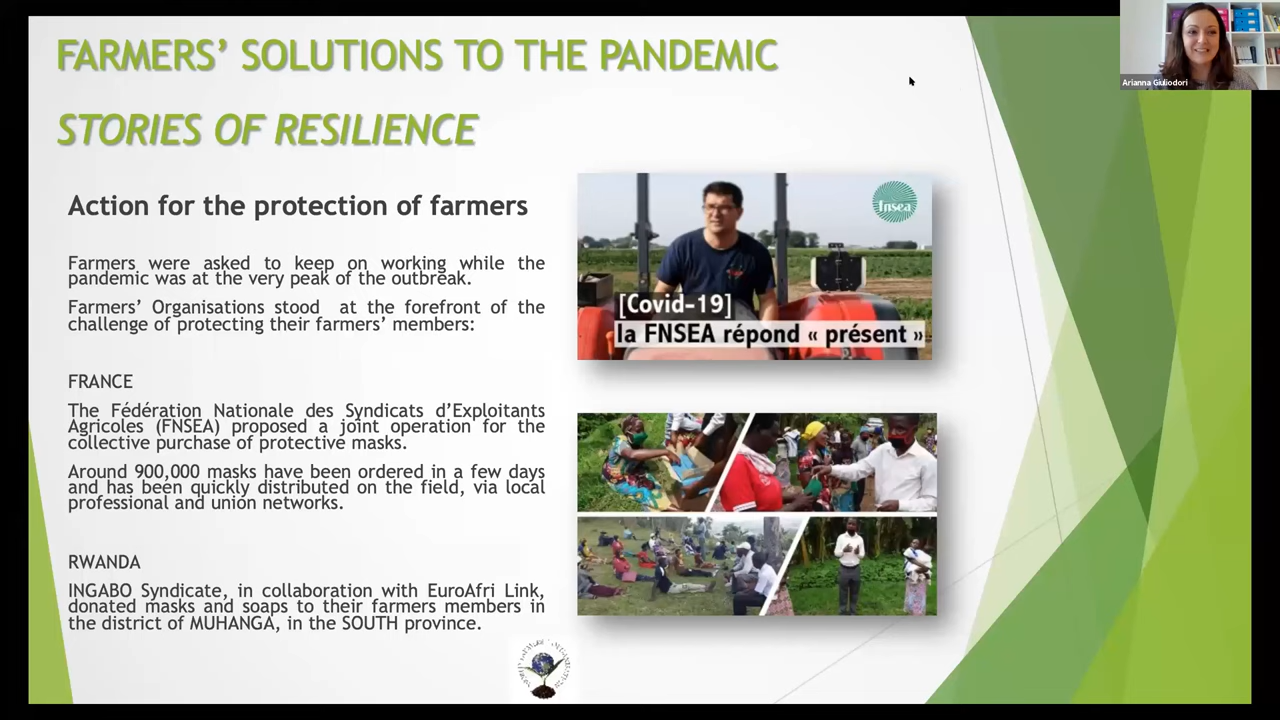 FARMERS' SOLUTIONS TO THE PANDEMIC
STORIES OF RESILIENCE
Arianna Giuliodori
Action for the protection of farmers
Farmers were asked to keep on working while the
pandemic was at the very peak of the outbreak.
Farmers' Organisations stood at the forefront of the
challenge of protecting their farmers' members:
FRANCE
The Fédération Nationale des Syndicats d'Exploitants
Agricoles (FNSEA) proposed a joint operation for the
collective purchase of protective masks.
Around 900,000 masks have been ordered in a few days
and has been quickly distributed on the field, via local
professional and union networks.
RWANDA
INGABO Syndicate, in collaboration with EuroAfri Link,
donated masks and soaps to their farmers members in
the district of MUHANGA, in the SOUTH province.
fnsea
[Covid-19]
la FNSEA répond « présent »